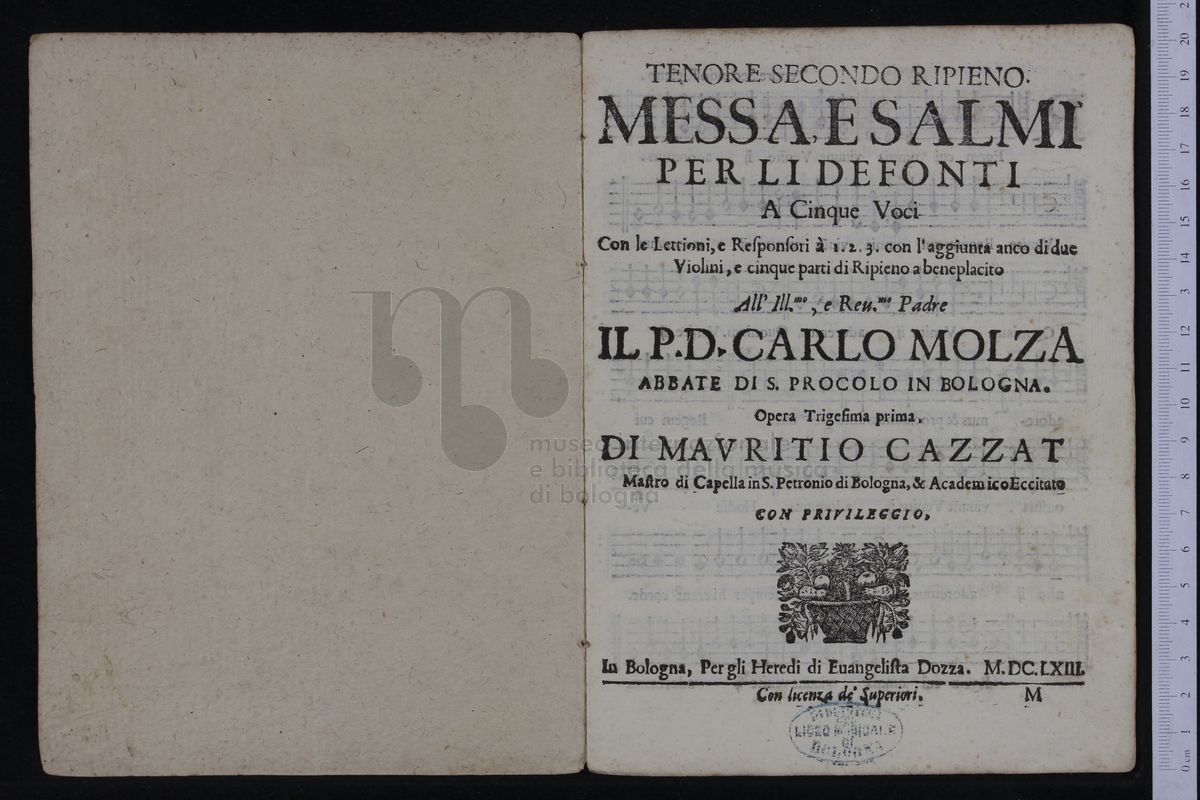 TENORE SECONDO RIPIENO.
MESSA, E SALMI
PER LI DEFONTI
A Cinque Voci
Con le Lettioni, e Responsori à 1. 2. 3. con l'aggiunta anco di due
Violini, e cinque parti di Ripieno a beneplacito
All' Ill.mo, e Reu.mo Padre
IL P.D. CARLO MOLZA
ABBATE DI S. PROCOLO IN BOLOGNA.
Opera Trigesima prima.
DI MAVRITIO CAZZAT
Mastro di Capella in S. Petronio di Bologna, & Academico Eccitato
CON PRIVILEGGIO,
In Bologna, Per gli Heredi di Euangelista Dozza. M.DC.LXIII.
Con licenza de' Superiori.
M
LICEO MUSICALE
DI
BOLOGNA
museo internazionale
e biblioteca della musica
di bologna